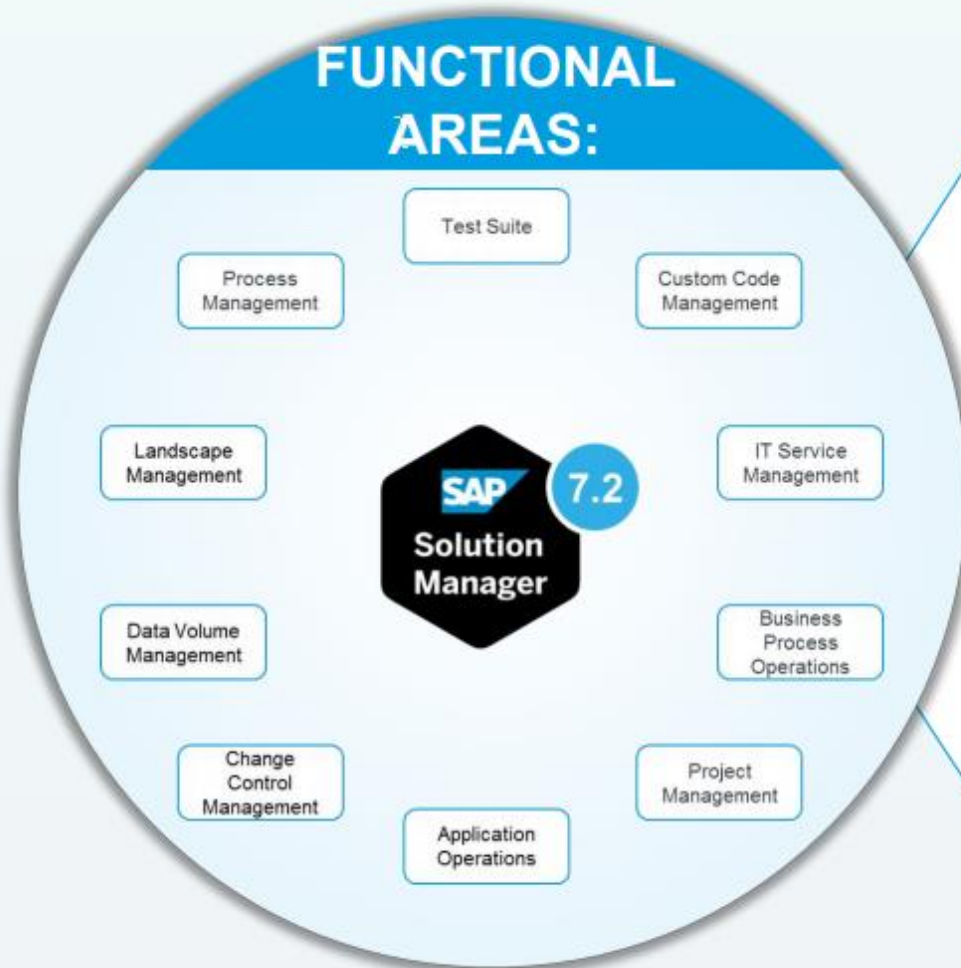 FUNCTIONAL
AREAS:
Test Suite
Process
Management
Custom Code
Management
Landscape
Management
IT Service
Management
SAP
7.2
Solution
Manager
Data Volume
Management
Business
Process
Operations
Change
Control
Management
Project
Management
Application
Operations